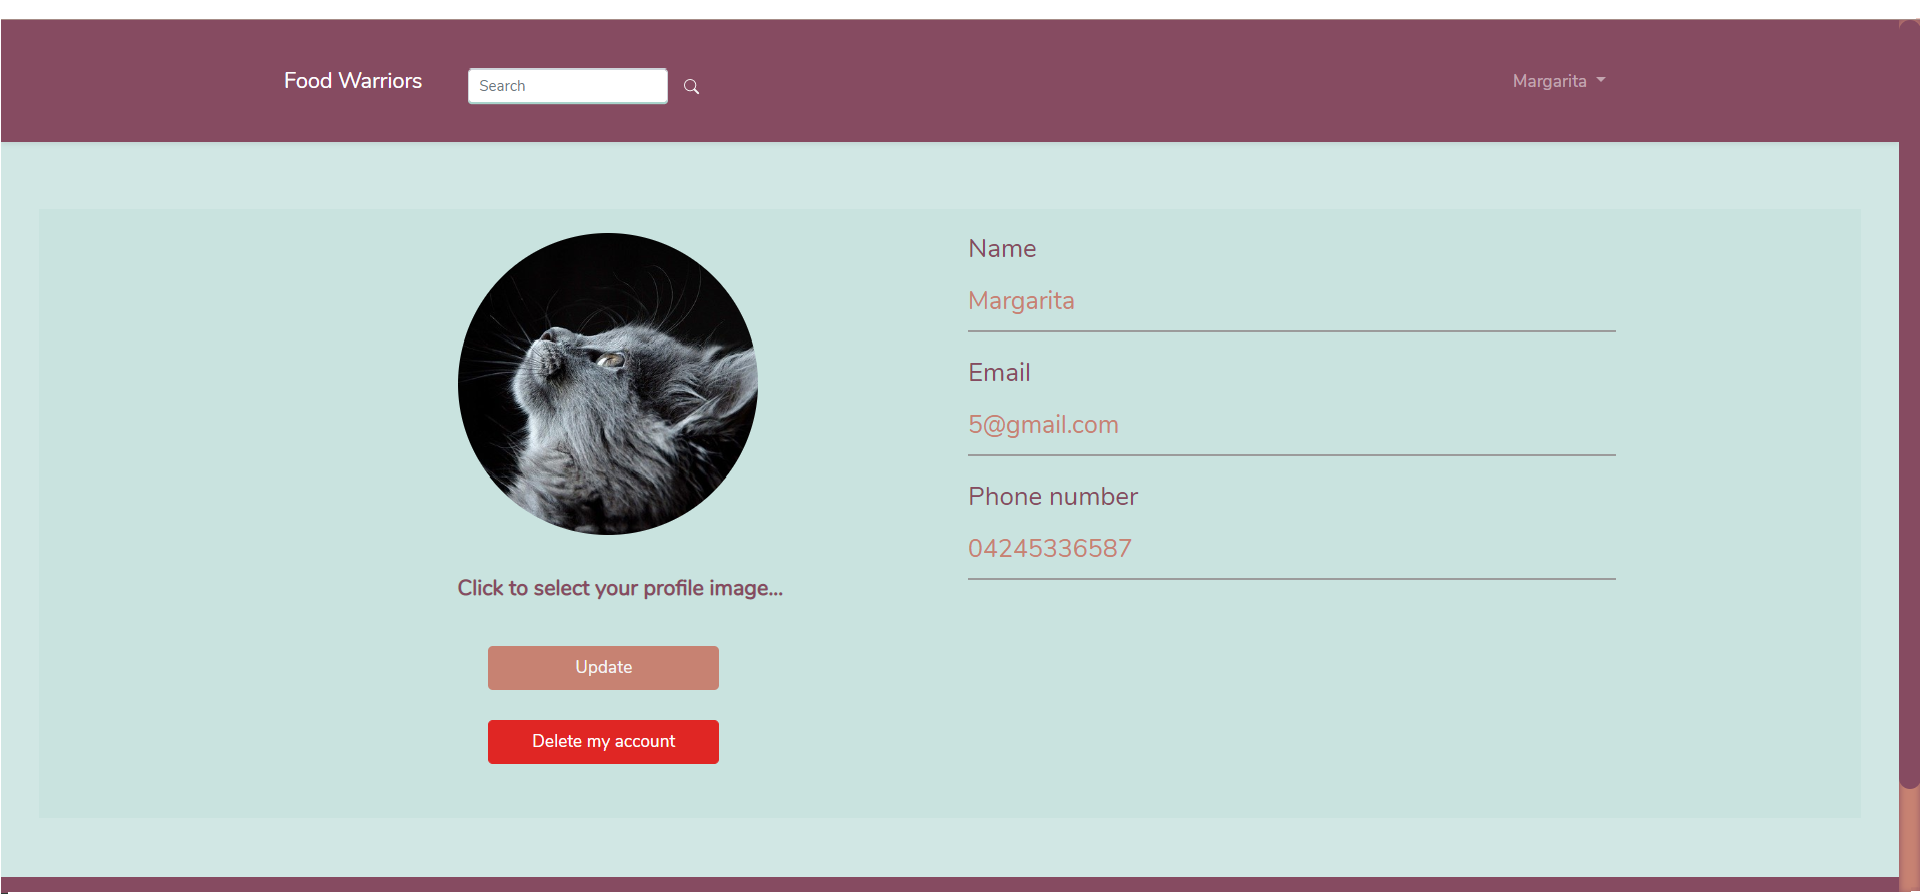 Food Warriors
Search
Margarita
Name
Margarita
Email
5@gmail.com
Phone number
04245336587
Click to select your profile image...
Update
Delete my account